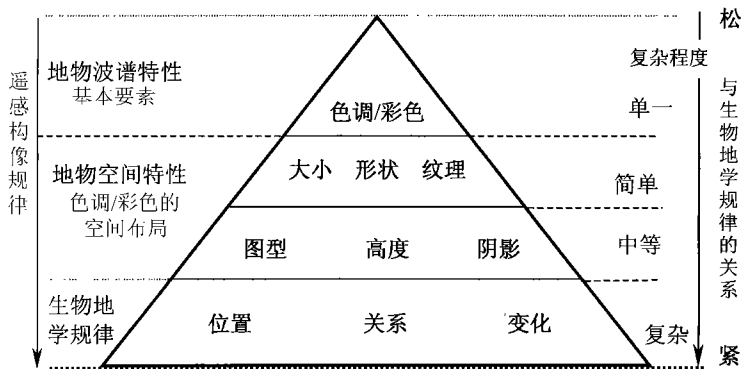 松
复杂程度
地物波谱特性
基本要素
色调/彩色
单一
遥感构像规律
与生物地学规律的关系
大小 形状 纹理
地物空间特性
色调/彩色的
空间布局
简单
图型 高度 阴影
中等
生物地
学规律
位置 关系 变化
复杂
紧